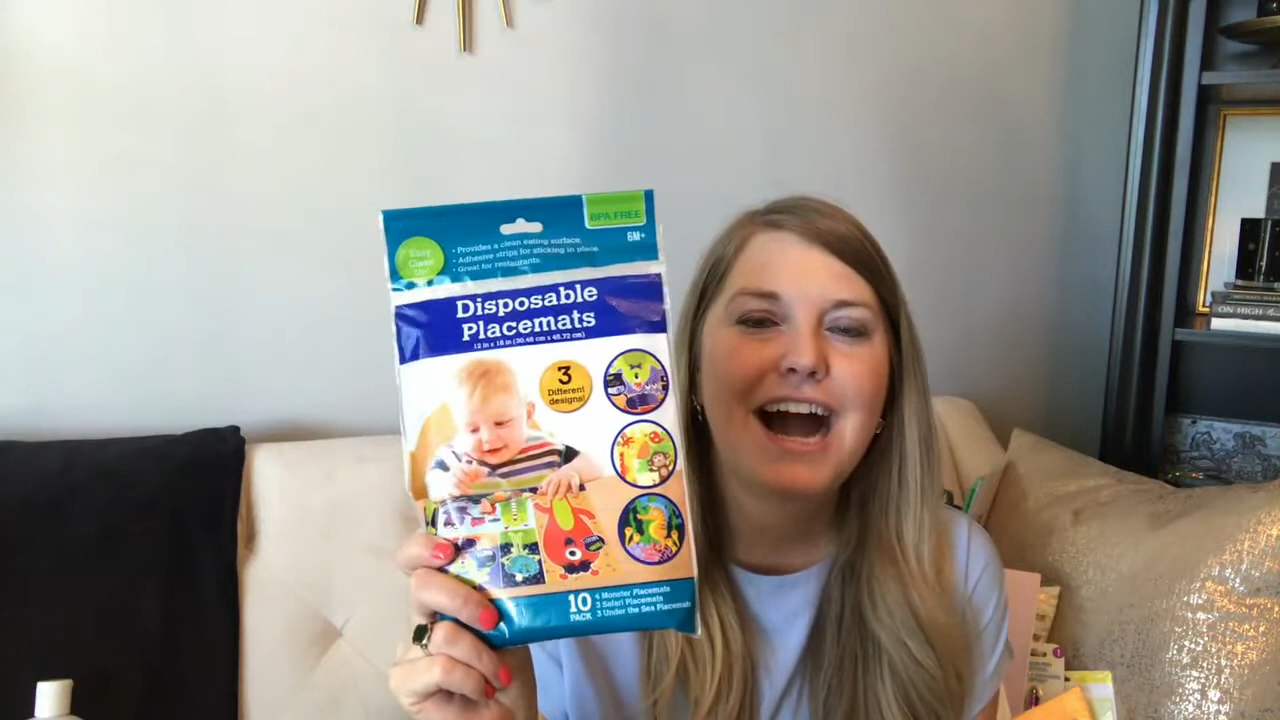 BPA FREE
6M+
Easy
Clean
Up!
• Provides a clean eating surface.
• Adhesive strips for sticking in place
• Great for restaurants.
Disposable
Placemats
12 in x 18 in (30.48 cm x 45.72 cm)
3
Different
designs!
10
PACK
4 Monster Placemats
3 Safari Placemats
3 Under the Sea Placemats
ON HIGH